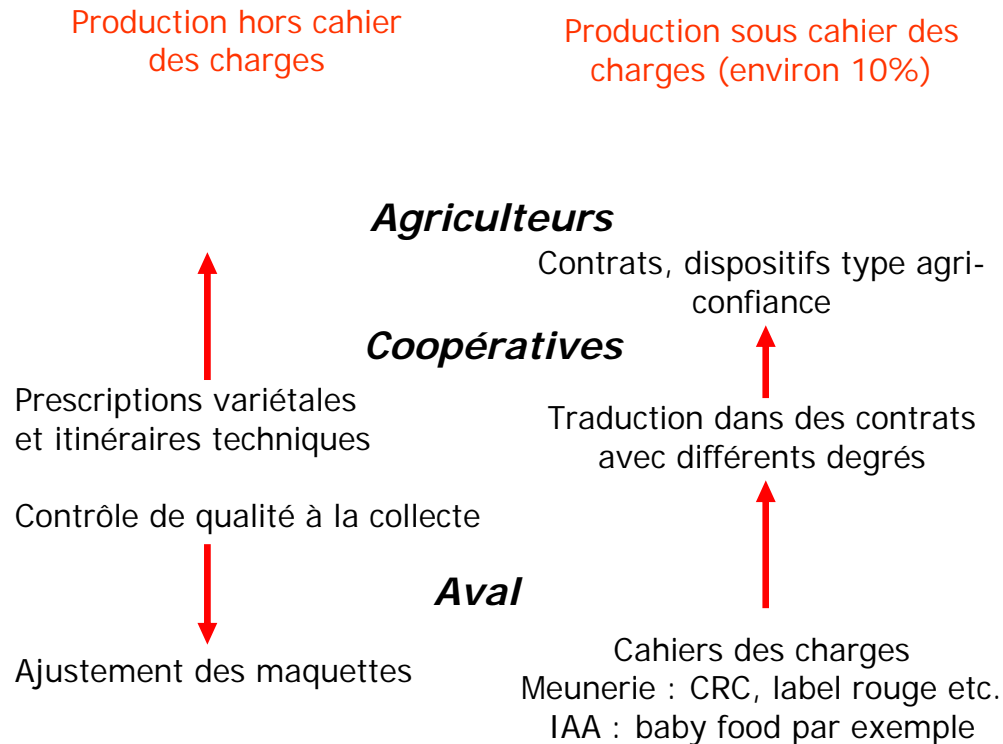 Production hors cahier
des charges
Production sous cahier des
charges (environ 10%)
Agriculteurs
Contrats, dispositifs type agri-
confiance
Coopératives
Prescriptions variétales
et itinéraires techniques
Traduction dans des contrats
avec différents degrés
Contrôle de qualité à la collecte
Aval
Ajustement des maquettes
Cahiers des charges
Meunerie : CRC, label rouge etc.
IAA : baby food par exemple